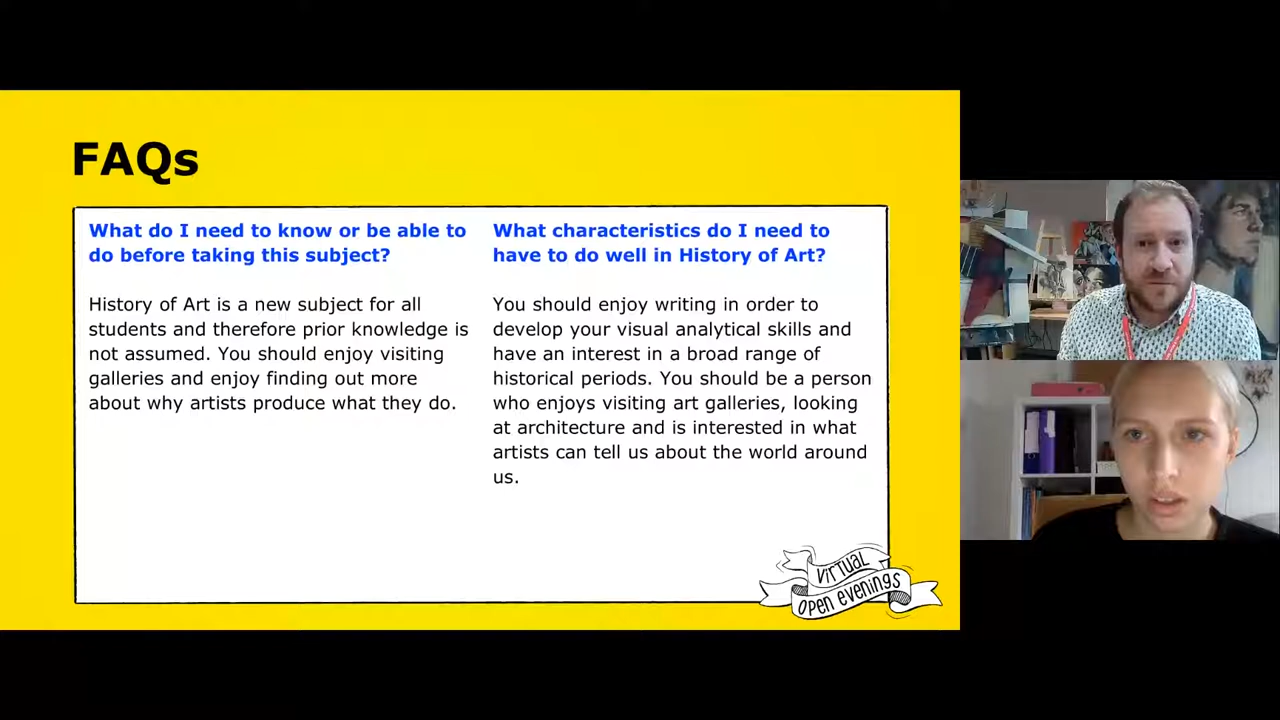 FAQs
What do I need to know or be able to
do before taking this subject?
History of Art is a new subject for all
students and therefore prior knowledge is
not assumed. You should enjoy visiting
galleries and enjoy finding out more
about why artists produce what they do.
What characteristics do I need to
have to do well in History of Art?
You should enjoy writing in order to
develop your visual analytical skills and
have an interest in a broad range of
historical periods. You should be a person
who enjoys visiting art galleries, looking
at architecture and is interested in what
artists can tell us about the world around
us.
VIRTUAL
OPEN EVENINGS